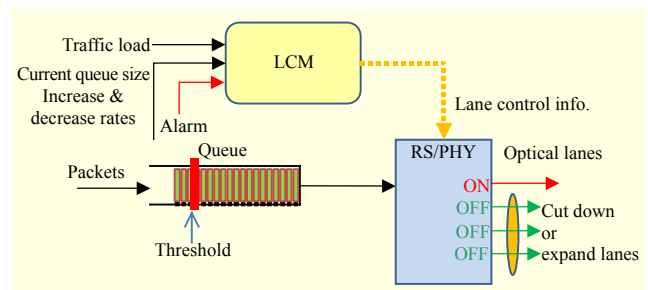 Traffic load
LCM
Current queue size
Increase &
decrease rates
Alarm
Lane control info.
Queue
RS/PHY
Optical lanes
Packets
ON
OFF
Cut down
OFF
or
OFF
expand lanes
Threshold